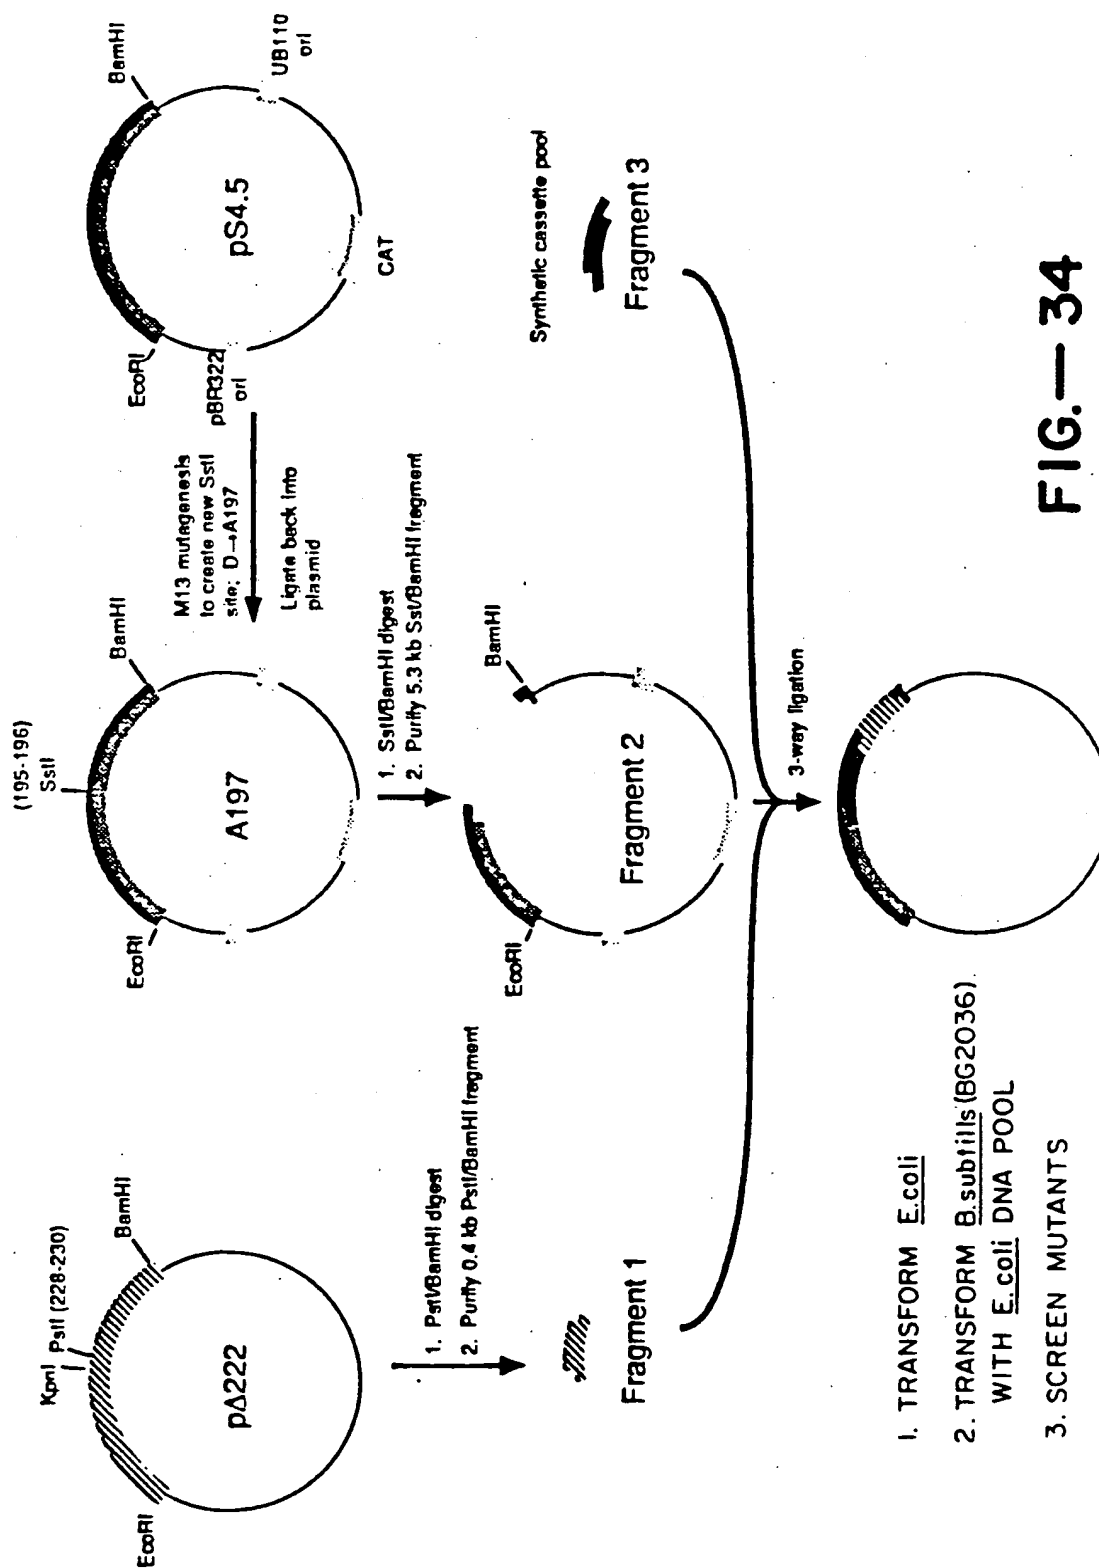 EcoRI
KpnI
PstI (228-230)
BamHI
pΔ222
1. PstI/BamHI digest
2. Purify 0.4 kb PstI/BamHI fragment
Fragment 1
(195-196)
SstI
EcoRI
BamHI
A197
1. SstI/BamHI digest
2. Purify 5.3 kb SstI/BamHI fragment
EcoRI
BamHI
Fragment 2
M13 mutagenesis
to create new SstI
site; D→A197
Ligate back into
plasmid
EcoRI
BamHI
pBR322
ori
UB110
ori
pS4.5
CAT
Synthetic cassette pool
Fragment 3
3-way ligation
1. TRANSFORM E.coli
2. TRANSFORM B.subtilis (BG2036)
WITH E.coli DNA POOL
3. SCREEN MUTANTS
FIG.— 34